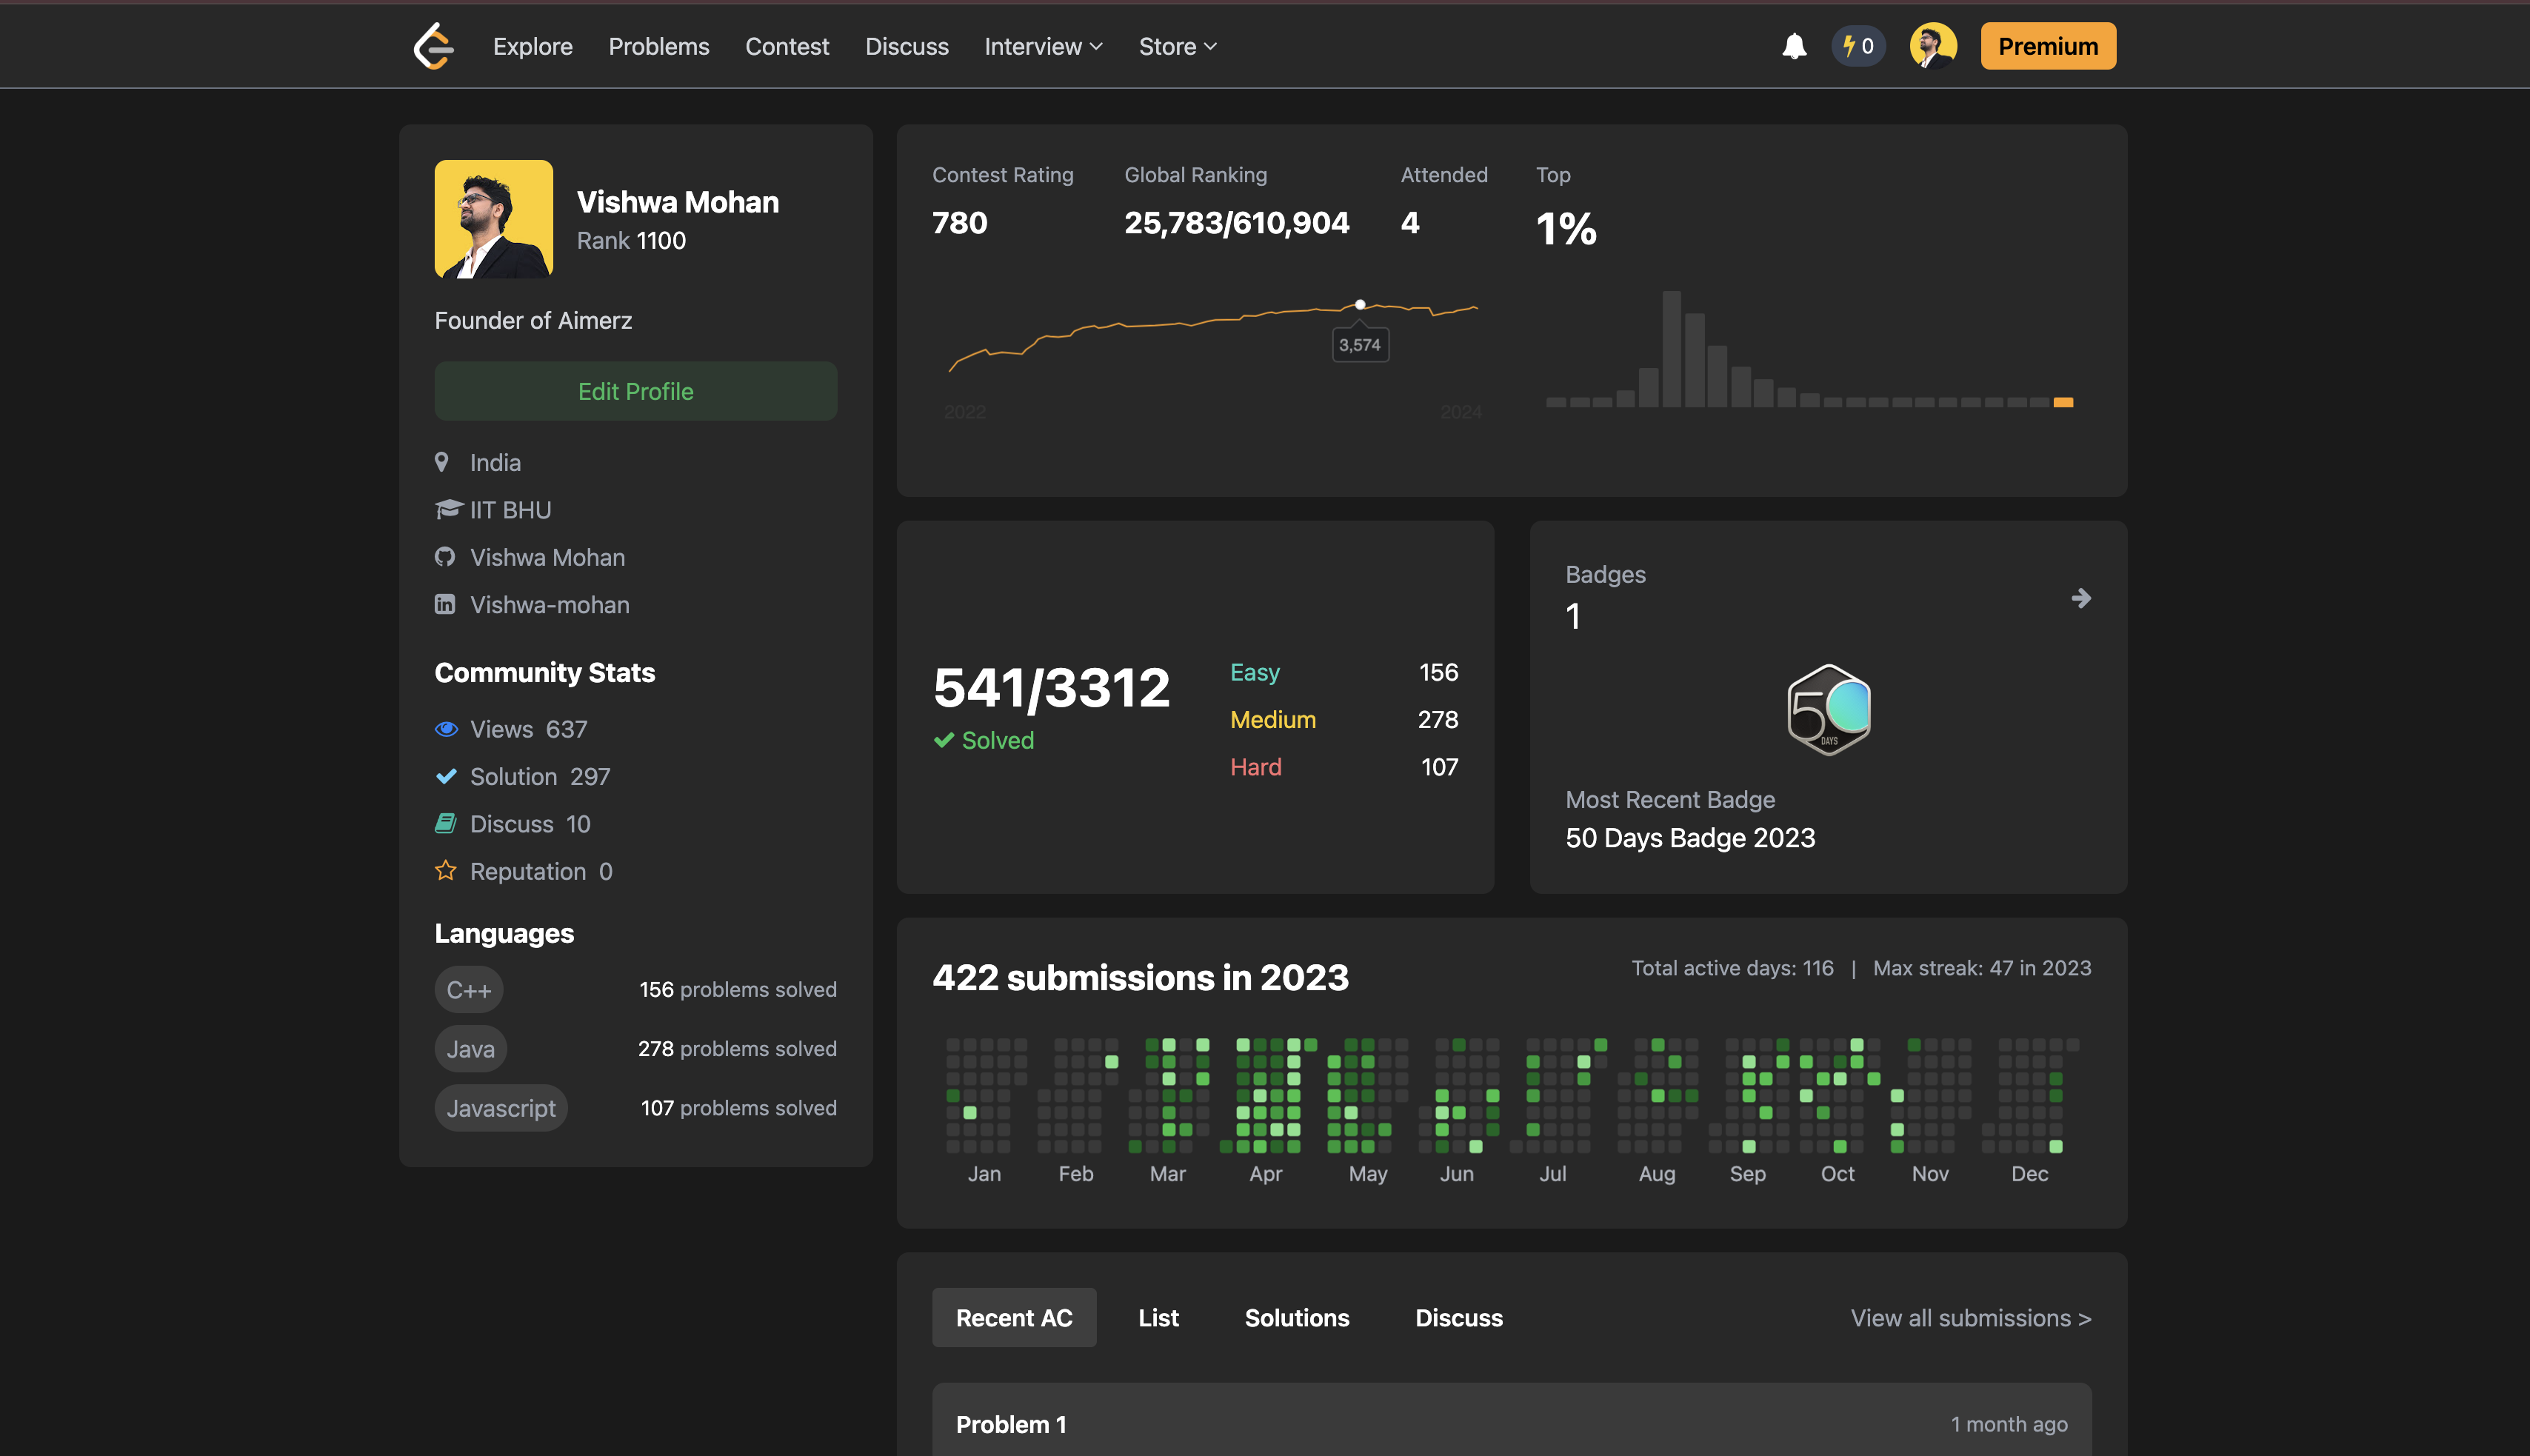 Explore Problems Contest Discuss Interview Store
0 Premium
Vishwa Mohan
Rank 1100
Founder of Aimerz
Edit Profile
India
IIT BHU
Vishwa Mohan
Vishwa-mohan
Community Stats
Views 637
Solution 297
Discuss 10
Reputation 0
Languages
C++ 156 problems solved
Java 278 problems solved
Javascript 107 problems solved
Contest Rating Global Ranking Attended Top
780 25,783/610,904 4 1%
3,574
2022 2024
541/3312
Solved
Easy 156
Medium 278
Hard 107
Badges
1
50
DAYS
Most Recent Badge
50 Days Badge 2023
422 submissions in 2023
Total active days: 116 | Max streak: 47 in 2023
Jan Feb Mar Apr May Jun Jul Aug Sep Oct Nov Dec
Recent AC List Solutions Discuss View all submissions >
Problem 1 1 month ago